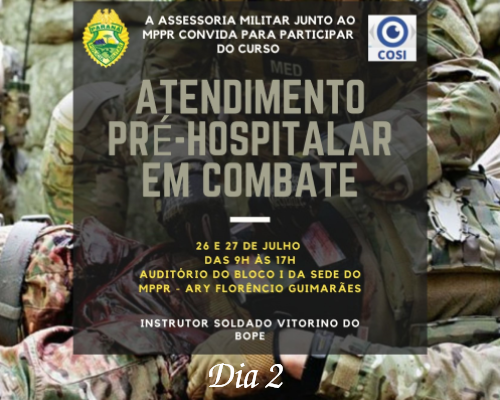 PARANÁ
A ASSESSORIA MILITAR JUNTO AO
MPPR CONVIDA PARA PARTICIPAR
DO CURSO
COSI
MED
ATENDIMENTO
PRÉ-HOSPITALAR
EM COMBATE
26 E 27 DE JULHO
DAS 9H ÀS 17H
AUDITÓRIO DO BLOCO I DA SEDE DO
MPPR - ARY FLORÊNCIO GUIMARÃES
INSTRUTOR SOLDADO VITORINO DO
BOPE
Dia 2